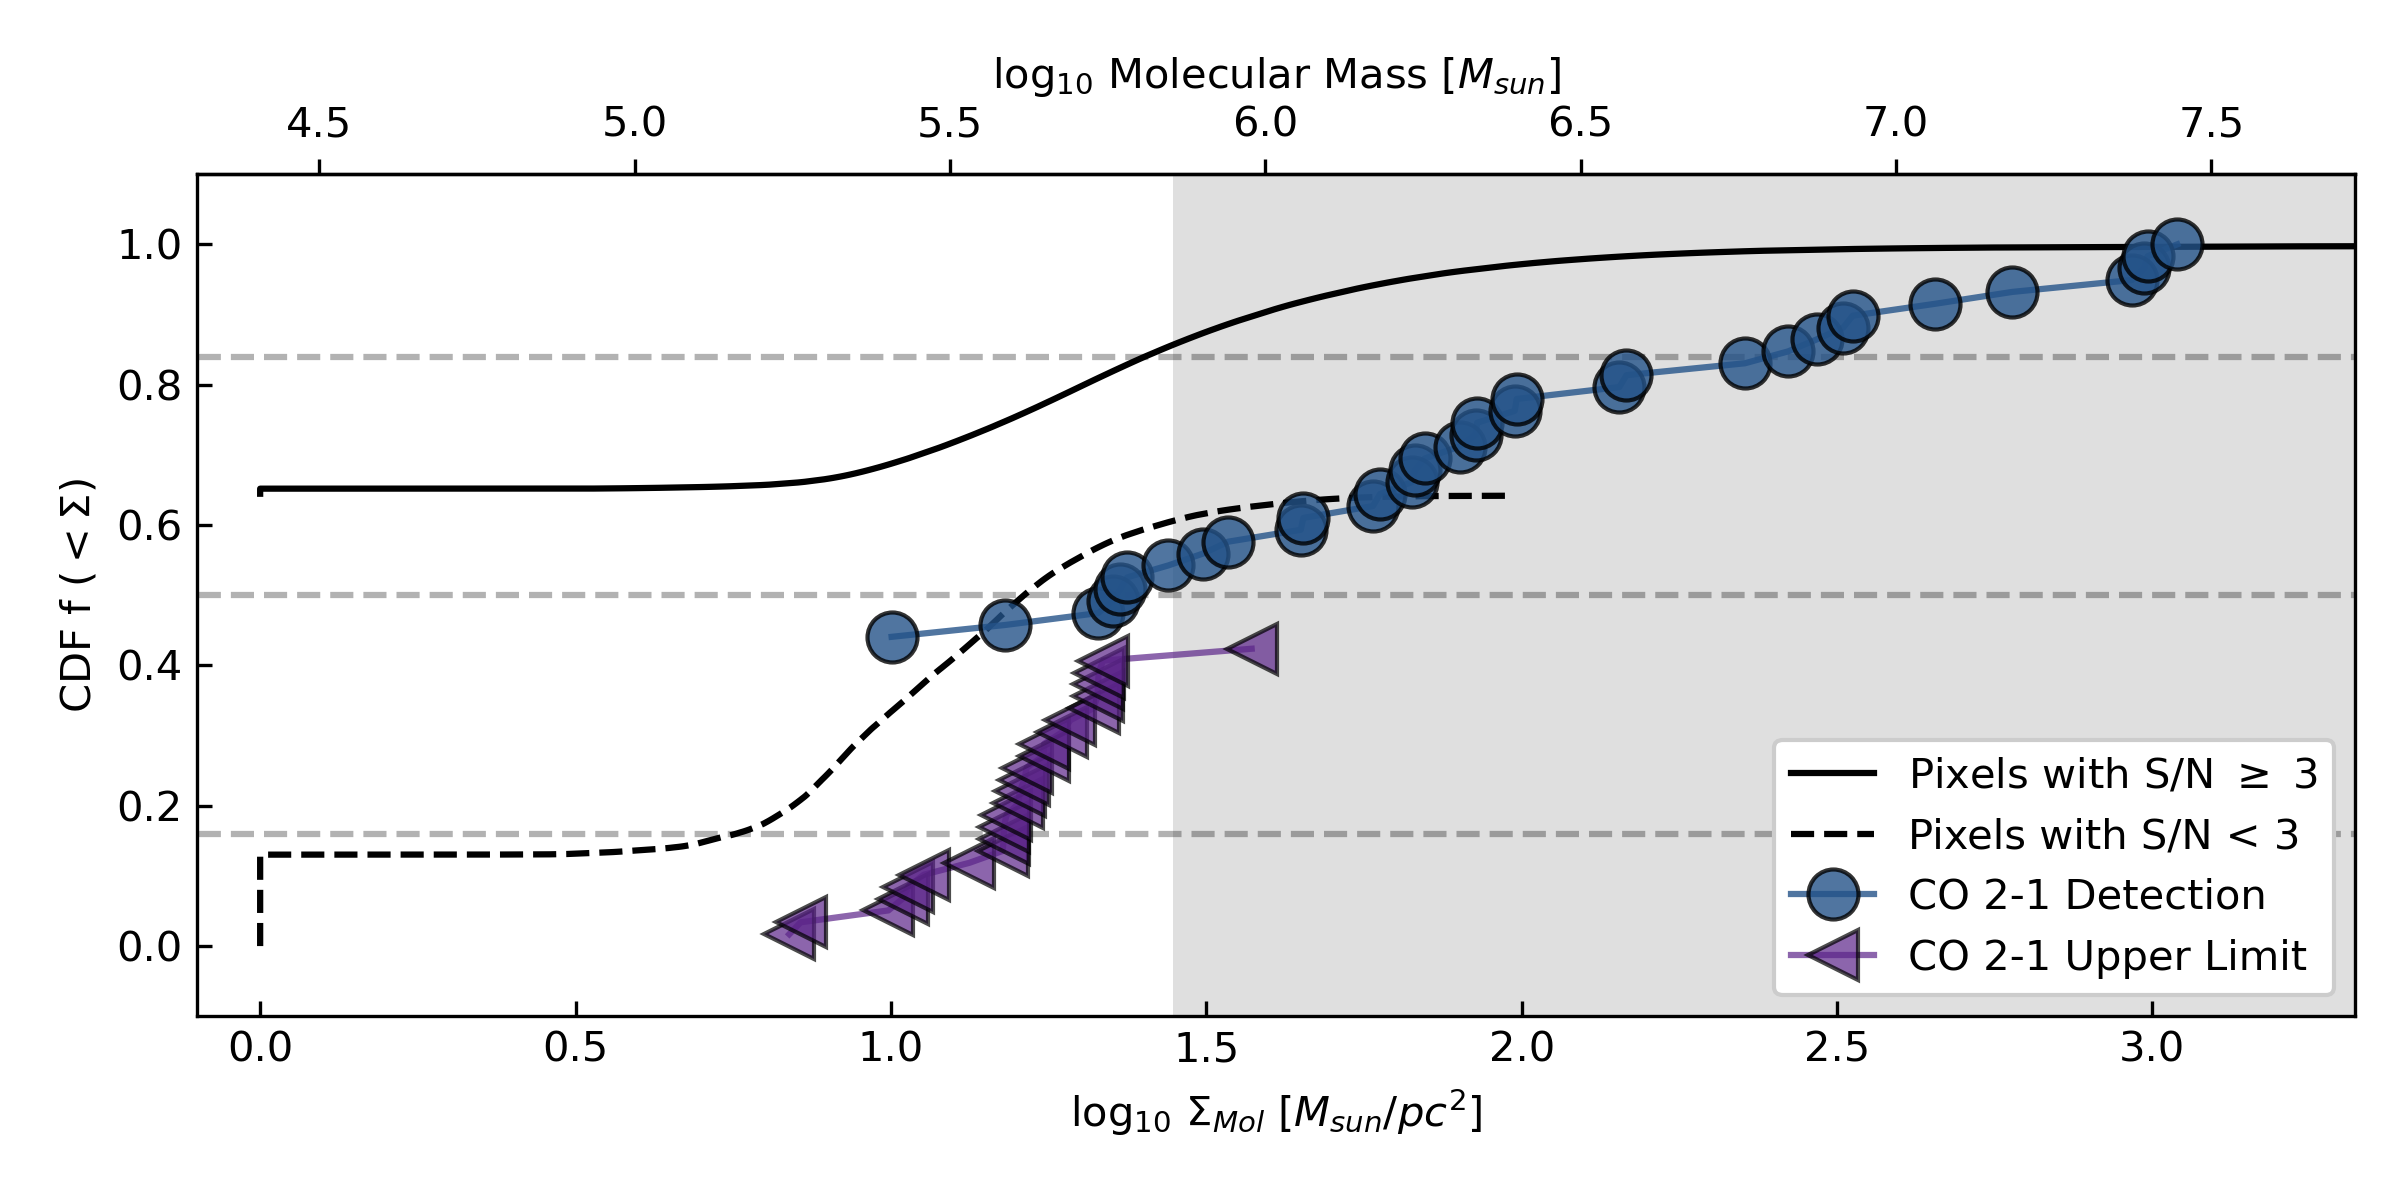 log₁₀ Molecular Mass [M_sun]
4.5 5.0 5.5 6.0 6.5 7.0 7.5
CDF f ( < Σ)
1.0
0.8
0.6
0.4
0.2
0.0
Pixels with S/N ≥ 3
Pixels with S/N < 3
CO 2-1 Detection
CO 2-1 Upper Limit
0.0 0.5 1.0 1.5 2.0 2.5 3.0
log₁₀ Σ_Mol [M_sun/pc²]